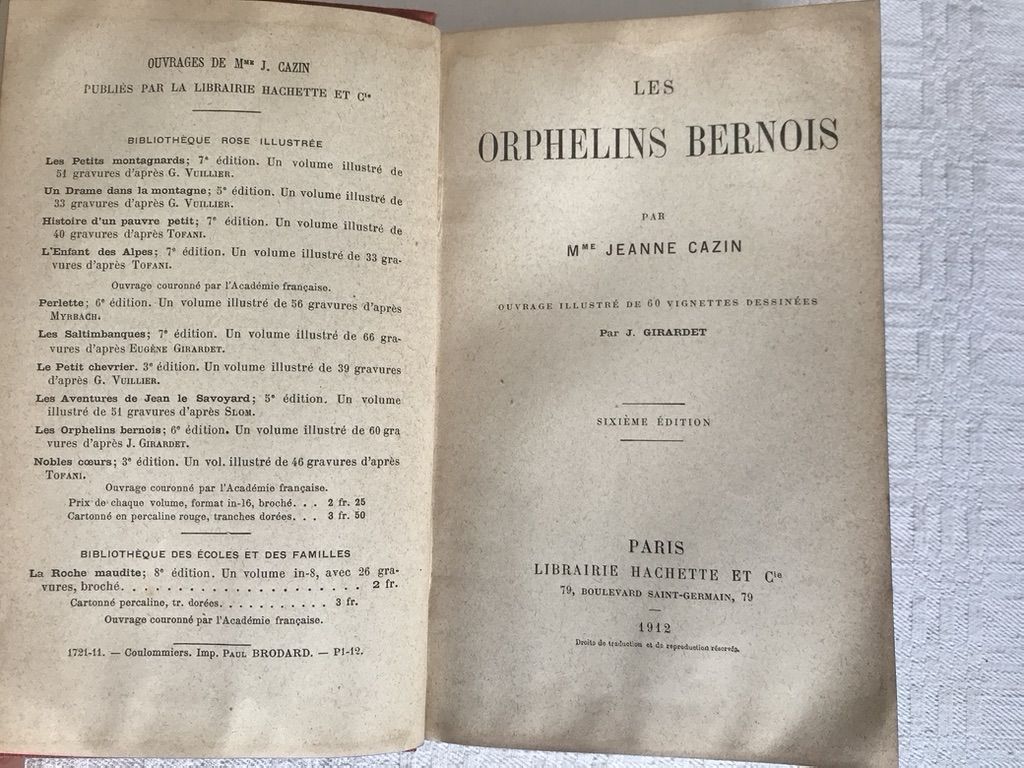 OUVRAGES DE Mᵐᵉ J. CAZIN
PUBLIÉS PAR LA LIBRAIRIE HACHETTE ET Cⁱᵉ
BIBLIOTHÈQUE ROSE ILLUSTRÉE
Les Petits montagnards; 7ᵉ édition. Un volume illustré de
51 gravures d'après G. VUILLIER.
Un Drame dans la montagne; 5ᵉ édition. Un volume illustré de
33 gravures d'après G. VUILLIER.
Histoire d'un pauvre petit; 7ᵉ édition. Un volume illustré de
40 gravures d'après TOFANI.
L'Enfant des Alpes; 7ᵉ édition. Un volume illustré de 33 gra-
vures d'après TOFANI.
Ouvrage couronné par l'Académie française.
Perlette; 6ᵉ édition. Un volume illustré de 56 gravures d'après
MYRBACH.
Les Saltimbanques; 7ᵉ édition. Un volume illustré de 66 gra-
vures d'après EUGÈNE GIRARDET.
Le Petit chevrier. 3ᵉ édition. Un volume illustré de 39 gravures
d'après G. VUILLIER.
Les Aventures de Jean le Savoyard; 5ᵉ édition. Un volume
illustré de 51 gravures d'après SLOM.
Les Orphelins bernois; 6ᵉ édition. Un volume illustré de 60 gra
vures d'après J. GIRARDET.
Nobles cœurs; 3ᵉ édition. Un vol. illustré de 46 gravures d'après
TOFANI.
Ouvrage couronné par l'Académie française.
Prix de chaque volume, format in-16, broché. . . 2 fr. 25
Cartonné en percaline rouge, tranches dorées. . . 3 fr. 50
BIBLIOTHÈQUE DES ÉCOLES ET DES FAMILLES
La Roche maudite; 8ᵉ édition. Un volume in-8, avec 26 gra-
vures, broché. . . . . . . . . . . . . . . . . . . . . . 2 fr.
Cartonné percaline, tr. dorées. . . . . . . . . . . . 3 fr.
Ouvrage couronné par l'Académie française.
1721-11. — Coulommiers. Imp. PAUL BRODARD. — P1-12.
LES
ORPHELINS BERNOIS
PAR
Mᵐᵉ JEANNE CAZIN
OUVRAGE ILLUSTRÉ DE 60 VIGNETTES DESSINÉES
Par J. GIRARDET
SIXIÈME ÉDITION
PARIS
LIBRAIRIE HACHETTE ET Cⁱᵉ
79, BOULEVARD SAINT-GERMAIN, 79
1912
Droits de traduction et de reproduction réservés.